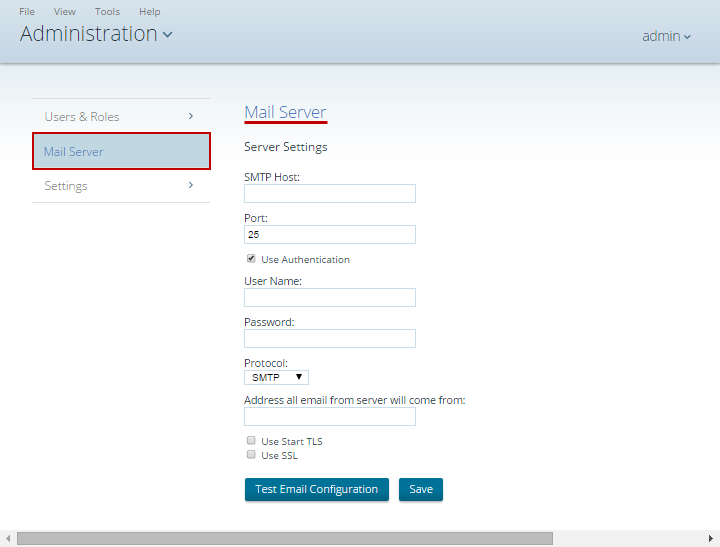 File View Tools Help
Administration
admin
Users & Roles
Mail Server
Settings
Mail Server
Server Settings
SMTP Host:
Port:
25
Use Authentication
User Name:
Password:
Protocol:
SMTP
Address all email from server will come from:
Use Start TLS
Use SSL
Test Email Configuration Save